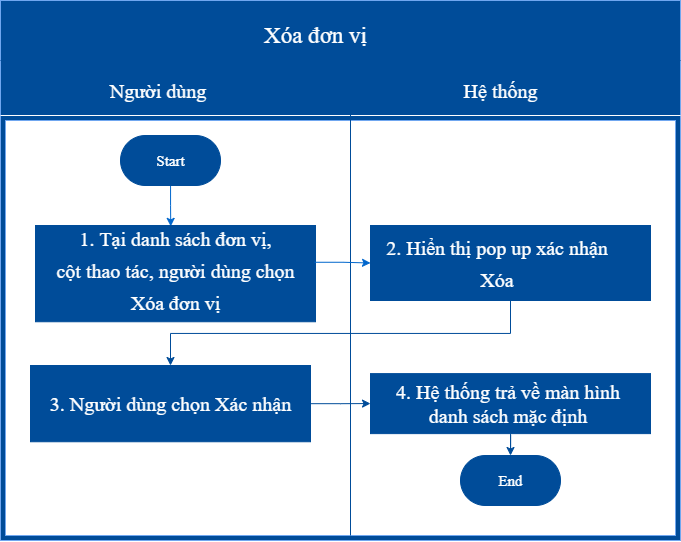 Xóa đơn vị
Người dùng
Hệ thống
Start
1. Tại danh sách đơn vị,
cột thao tác, người dùng chọn
Xóa đơn vị
2. Hiển thị pop up xác nhận
Xóa
3. Người dùng chọn Xác nhận
4. Hệ thống trả về màn hình
danh sách mặc định
End